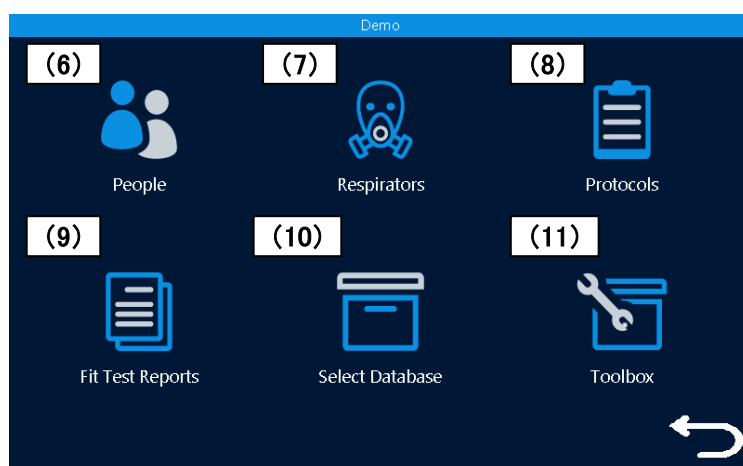 Demo
(6) (7) (8)
People Respirators Protocols
(9) (10) (11)
Fit Test Reports Select Database Toolbox